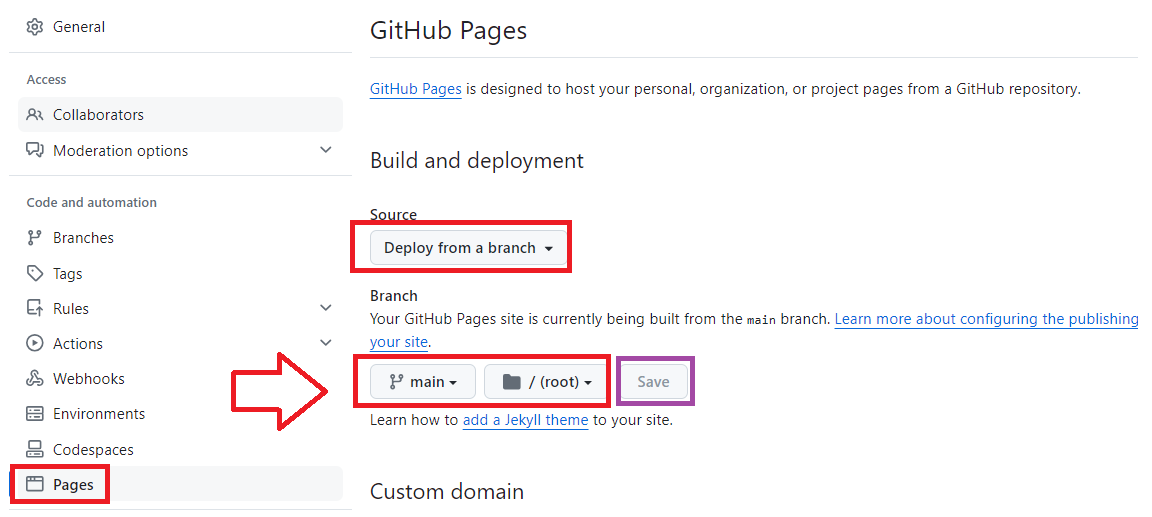 General
Access
Collaborators
Moderation options
Code and automation
Branches
Tags
Rules
Actions
Webhooks
Environments
Codespaces
Pages
GitHub Pages
GitHub Pages is designed to host your personal, organization, or project pages from a GitHub repository.
Build and deployment
Source
Deploy from a branch
Branch
Your GitHub Pages site is currently being built from the main branch. Learn more about configuring the publishing
your site.
main / (root) Save
Learn how to add a Jekyll theme to your site.
Custom domain